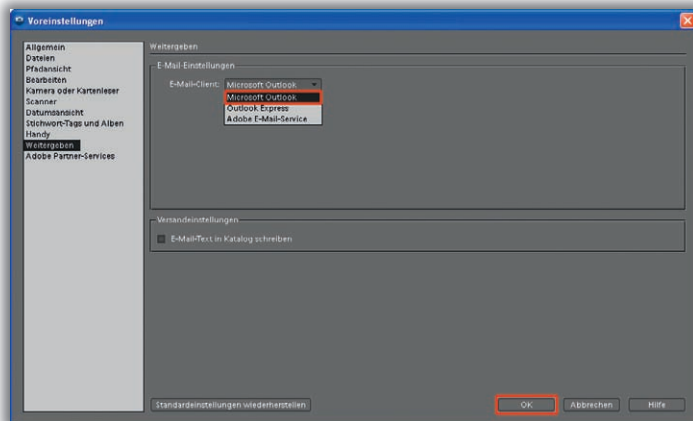 Voreinstellungen
Allgemein
Dateien
Pfadansicht
Bearbeiten
Kamera oder Kartenleser
Scanner
Datumsansicht
Stichwort-Tags und Alben
Handy
Weitergeben
Adobe Partner-Services
Weitergeben
E-Mail-Einstellungen
E-Mail-Client: Microsoft Outlook
Microsoft Outlook
Outlook Express
Adobe E-Mail-Service
Versandeinstellungen
E-Mail-Text in Katalog schreiben
Standardeinstellungen wiederherstellen
OK
Abbrechen
Hilfe